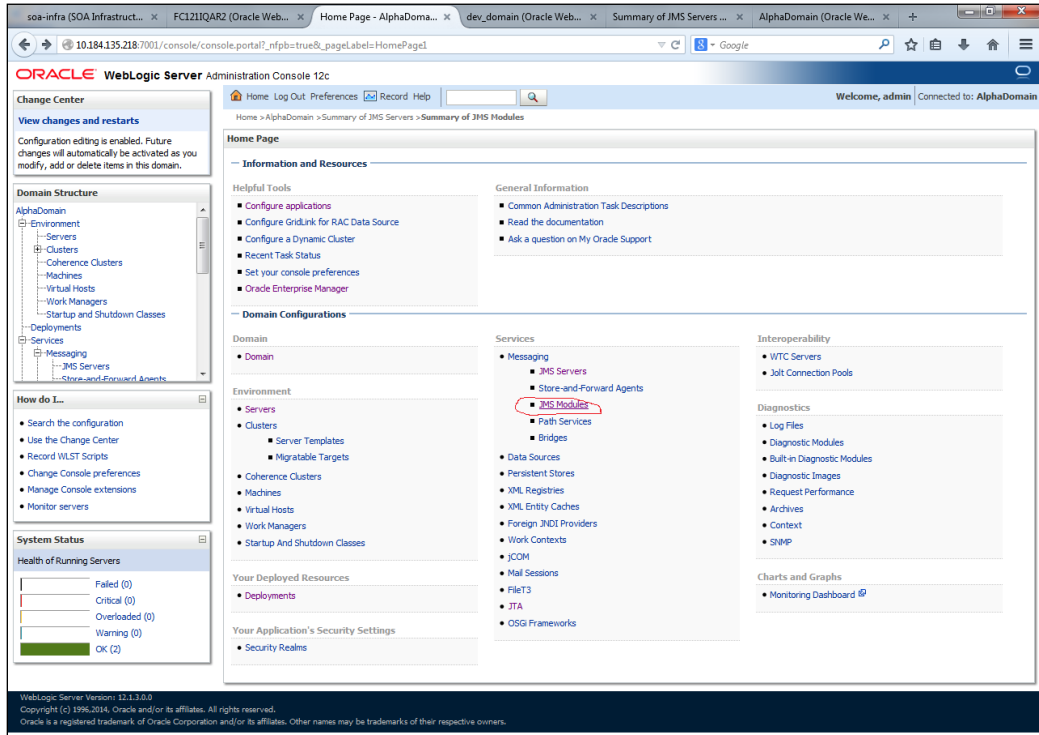 soa-infra (SOA Infrastruct...
FC121IQAR2 (Oracle Web...
Home Page - AlphaDoma...
dev_domain (Oracle Web...
Summary of JMS Servers ...
AlphaDomain (Oracle We...
10.184.135.218:7001/console/console.portal?_nfpb=true&_pageLabel=HomePage1
Google
ORACLE WebLogic Server Administration Console 12c
Change Center
View changes and restarts
Configuration editing is enabled. Future
changes will automatically be activated as you
modify, add or delete items in this domain.
Domain Structure
AlphaDomain
Environment
Servers
Clusters
Coherence Clusters
Machines
Virtual Hosts
Work Managers
Startup and Shutdown Classes
Deployments
Services
Messaging
JMS Servers
Store-and-Forward Agents
How do I...
Search the configuration
Use the Change Center
Record WLST Scripts
Change Console preferences
Manage Console extensions
Monitor servers
System Status
Health of Running Servers
Failed (0)
Critical (0)
Overloaded (0)
Warning (0)
OK (2)
Home Log Out Preferences Record Help
Welcome, admin Connected to: AlphaDomain
Home >AlphaDomain >Summary of JMS Servers >Summary of JMS Modules
Home Page
Information and Resources
Helpful Tools
Configure applications
Configure GridLink for RAC Data Source
Configure a Dynamic Cluster
Recent Task Status
Set your console preferences
Oracle Enterprise Manager
General Information
Common Administration Task Descriptions
Read the documentation
Ask a question on My Oracle Support
Domain Configurations
Domain
Domain
Environment
Servers
Clusters
Server Templates
Migratable Targets
Coherence Clusters
Machines
Virtual Hosts
Work Managers
Startup And Shutdown Classes
Your Deployed Resources
Deployments
Your Application's Security Settings
Security Realms
Services
Messaging
JMS Servers
Store-and-Forward Agents
JMS Modules
Path Services
Bridges
Data Sources
Persistent Stores
XML Registries
XML Entity Caches
Foreign JNDI Providers
Work Contexts
jCOM
Mail Sessions
FileT3
JTA
OSGi Frameworks
Interoperability
WTC Servers
Jolt Connection Pools
Diagnostics
Log Files
Diagnostic Modules
Built-in Diagnostic Modules
Diagnostic Images
Request Performance
Archives
Context
SNMP
Charts and Graphs
Monitoring Dashboard
WebLogic Server Version: 12.1.3.0.0
Copyright (c) 1996,2014, Oracle and/or its affiliates. All rights reserved.
Oracle is a registered trademark of Oracle Corporation and/or its affiliates. Other names may be trademarks of their respective owners.